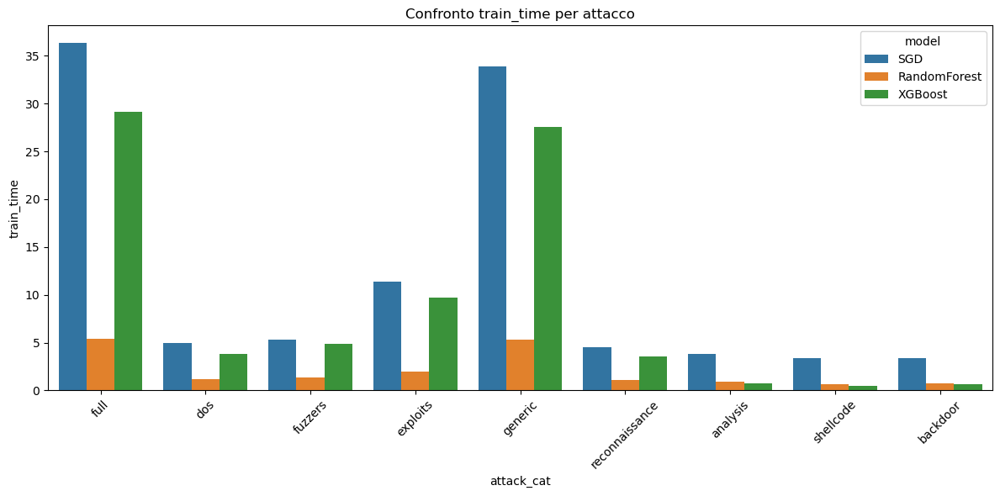 Confronto train_time per attacco
model
SGD
RandomForest
XGBoost
train_time
35
30
25
20
15
10
5
0
full
dos
fuzzers
exploits
generic
reconnaissance
analysis
shellcode
backdoor
attack_cat